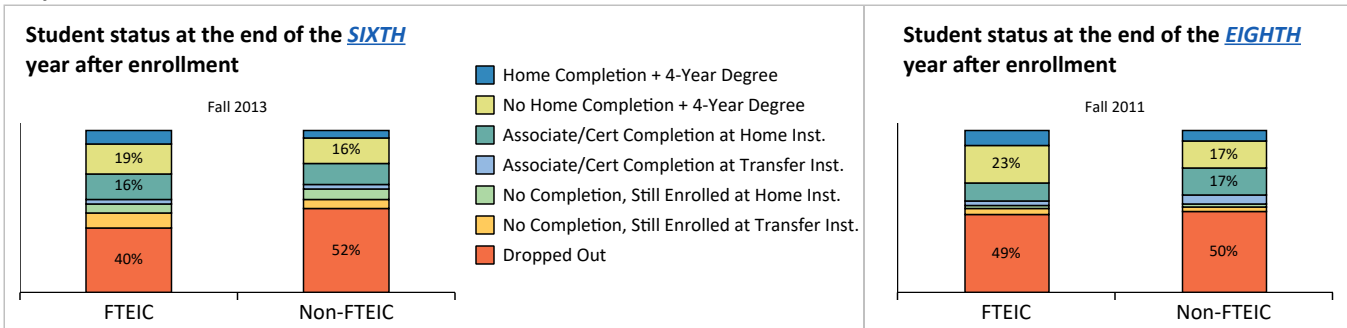 Student status at the end of the SIXTH
year after enrollment
Fall 2013
19%
16%
40%
16%
52%
FTEIC
Non-FTEIC
Home Completion + 4-Year Degree
No Home Completion + 4-Year Degree
Associate/Cert Completion at Home Inst.
Associate/Cert Completion at Transfer Inst.
No Completion, Still Enrolled at Home Inst.
No Completion, Still Enrolled at Transfer Inst.
Dropped Out
Student status at the end of the EIGHTH
year after enrollment
Fall 2011
23%
49%
17%
17%
50%
FTEIC
Non-FTEIC